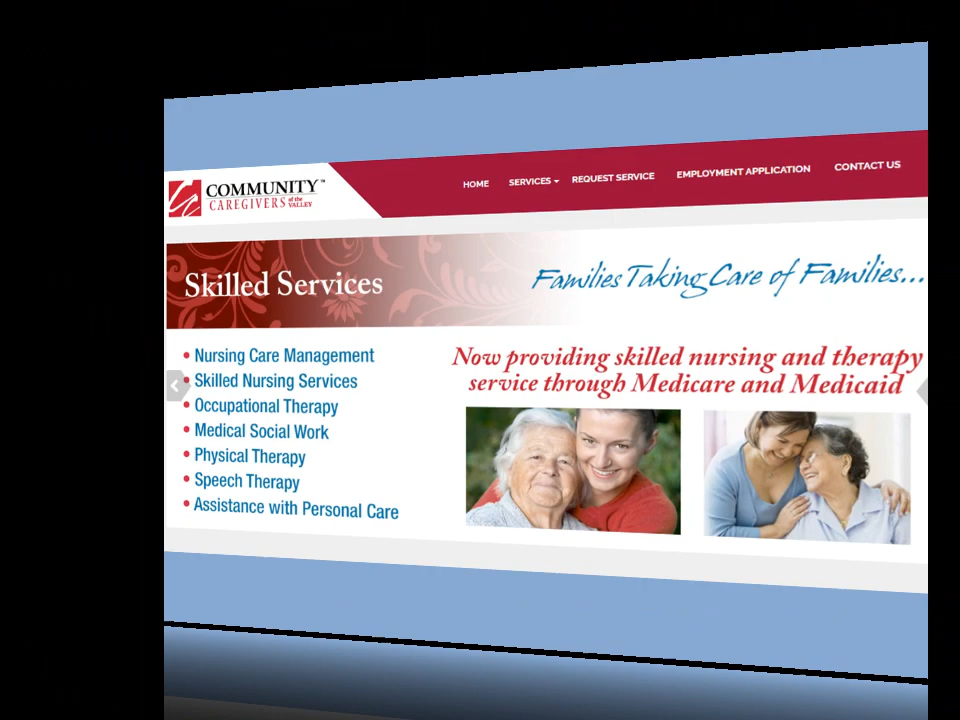 COMMUNITY™
CAREGIVERS of the VALLEY
HOME SERVICES REQUEST SERVICE EMPLOYMENT APPLICATION CONTACT US
Skilled Services
Families Taking Care of Families...
• Nursing Care Management
• Skilled Nursing Services
• Occupational Therapy
• Medical Social Work
• Physical Therapy
• Speech Therapy
• Assistance with Personal Care
Now providing skilled nursing and therapy
service through Medicare and Medicaid